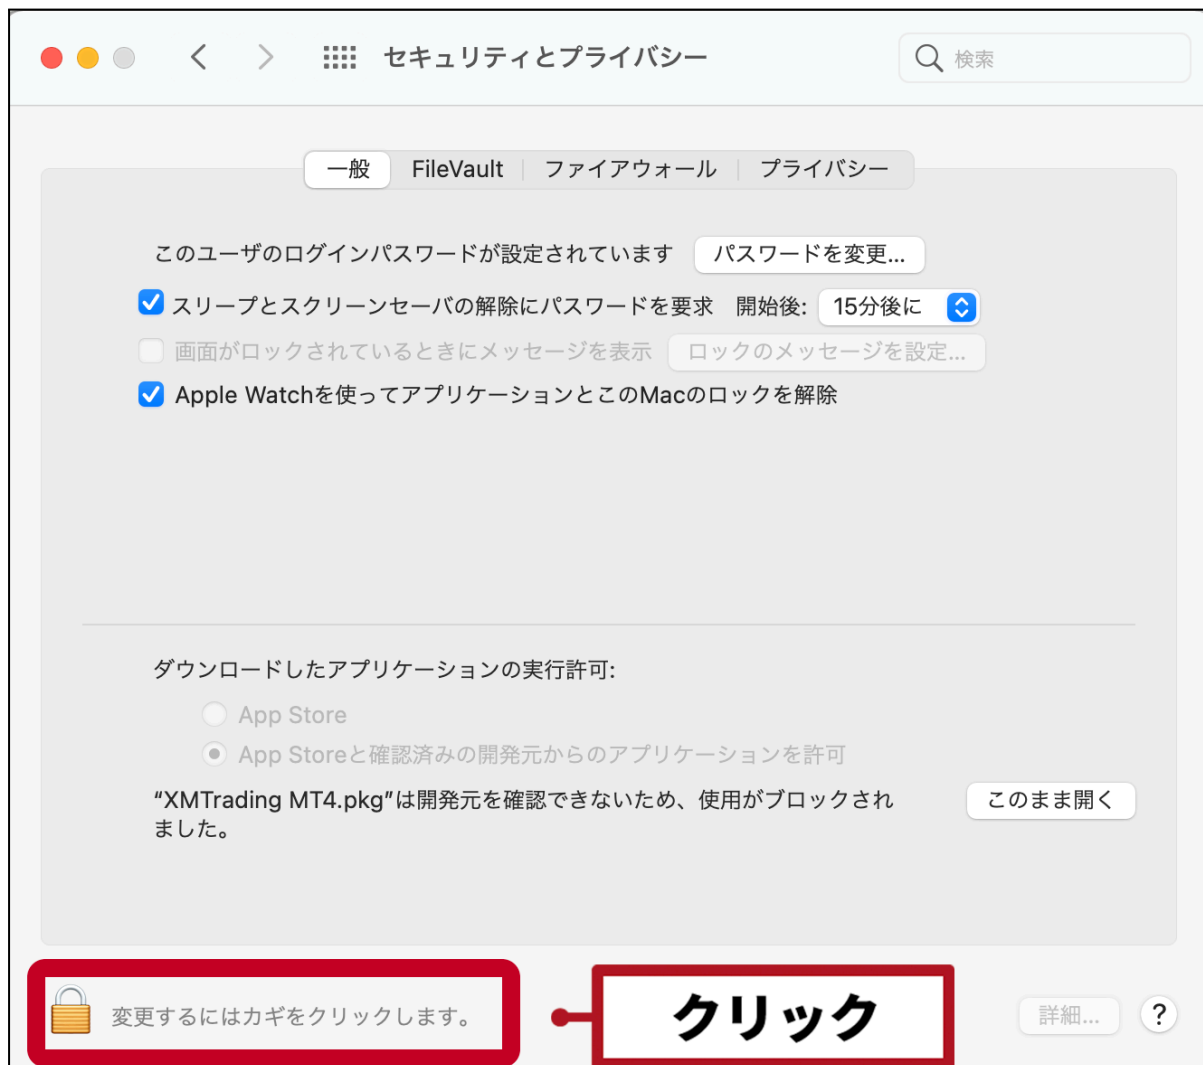 セキュリティとプライバシー
検索
一般 FileVault ファイアウォール プライバシー
このユーザのログインパスワードが設定されています パスワードを変更...
スリープとスクリーンセーバの解除にパスワードを要求 開始後: 15分後に
画面がロックされているときにメッセージを表示 ロックのメッセージを設定...
Apple Watchを使ってアプリケーションとこのMacのロックを解除
ダウンロードしたアプリケーションの実行許可:
App Store
App Storeと確認済みの開発元からのアプリケーションを許可
“XMTrading MT4.pkg”は開発元を確認できないため、使用がブロックされ
ました。
このまま開く
変更するにはカギをクリックします。
クリック
詳細... ?